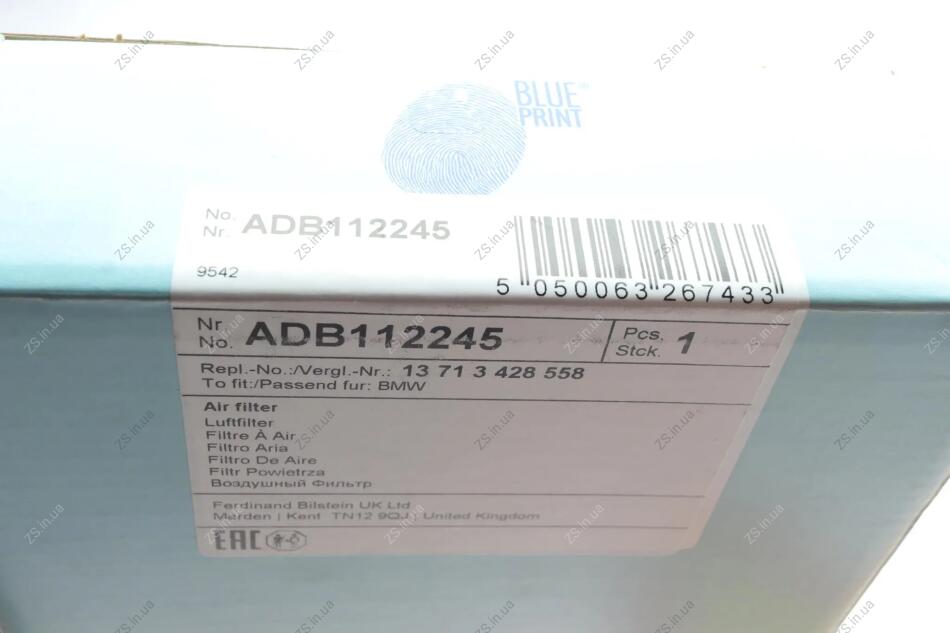 BLUE
PRINT
No.
Nr. ADB112245
9542
5 050063 267433
Nr.
No. ADB112245
Pcs.
Stck. 1
Repl.-No.:/Vergl.-Nr.: 13 71 3 428 558
To fit:/Passend fur: BMW
Air filter
Luftfilter
Filtre À Air
Filtro Aria
Filtro De Aire
Filtr Powietrza
Воздушный Фильтр
Ferdinand Bilstein UK Ltd
Marden | Kent TN12 9QJ, United Kingdom
EAC
ZS.in.ua